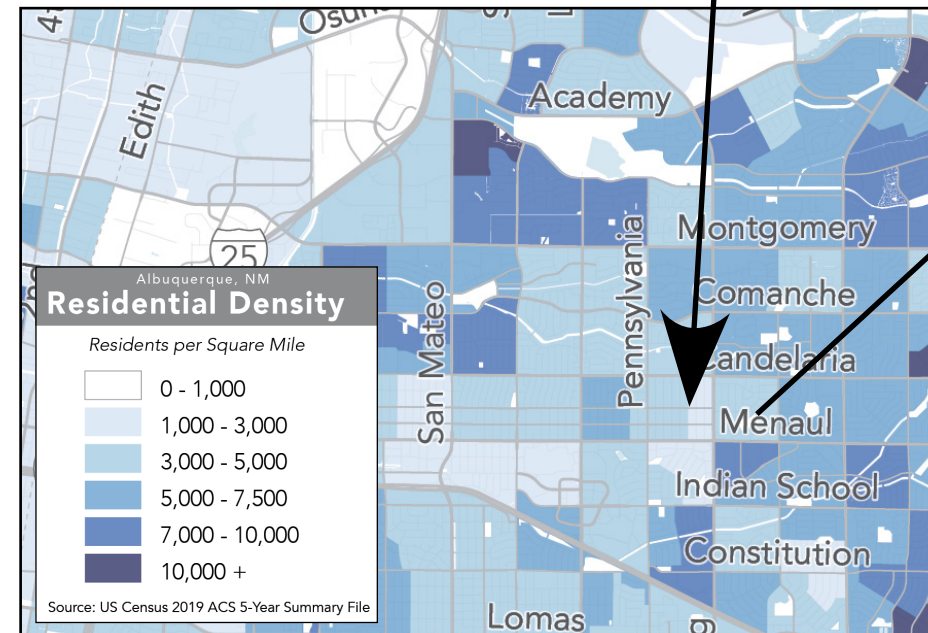 Osuna
Edith
Academy
25
Pennsylvania
Montgomery
Comanche
San Mateo
Candelaria
Menaul
Indian School
Constitution
Lomas
Albuquerque, NM
Residential Density
Residents per Square Mile
0 - 1,000
1,000 - 3,000
3,000 - 5,000
5,000 - 7,500
7,000 - 10,000
10,000 +
Source: US Census 2019 ACS 5-Year Summary File